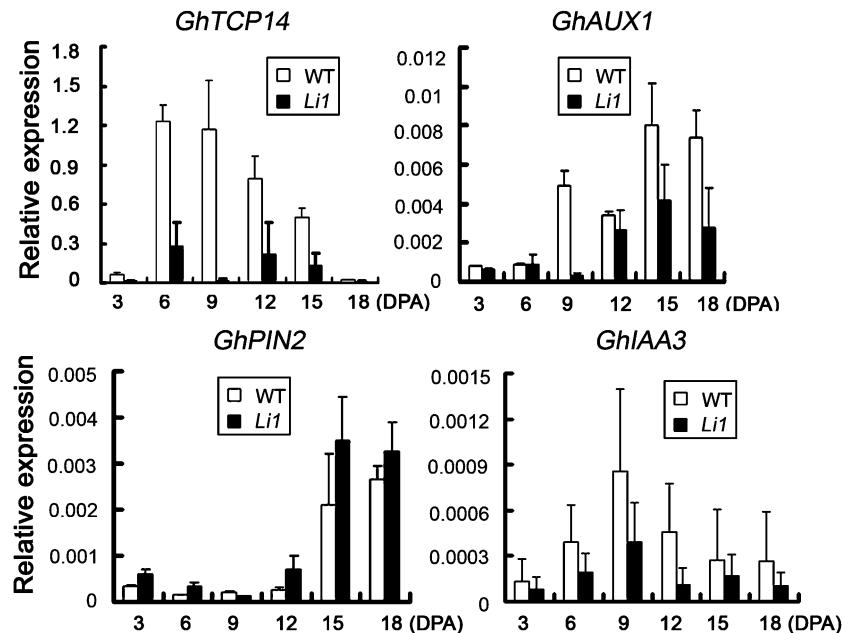 GhTCP14
Relative expression
1.8
1.5
1.2
0.9
0.6
0.3
0
WT
Li1
3 6 9 12 15 18 (DPA)
GhAUX1
0.012
0.01
0.008
0.006
0.004
0.002
0
WT
Li1
3 6 9 12 15 18 (DPA)
GhPIN2
Relative expression
0.005
0.004
0.003
0.002
0.001
0
WT
Li1
3 6 9 12 15 18 (DPA)
GhIAA3
0.0015
0.0012
0.0009
0.0006
0.0003
0
WT
Li1
3 6 9 12 15 18 (DPA)